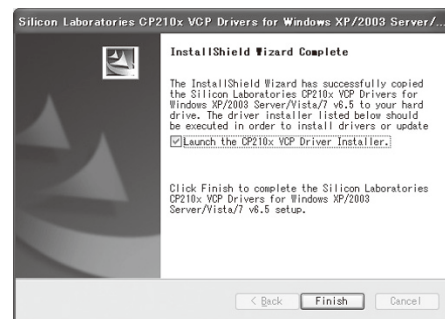 Silicon Laboratories CP210x VCP Drivers for Windows XP/2003 Server/...
InstallShield Wizard Complete
The InstallShield Wizard has successfully copied
the Silicon Laboratories CP210x VCP Drivers for
Windows XP/2003 Server/Vista/7 v6.5 to your hard
drive. The driver installer listed below should
be executed in order to install drivers or update
Launch the CP210x VCP Driver Installer.
Click Finish to complete the Silicon Laboratories
CP210x VCP Drivers for Windows XP/2003
Server/Vista/7 v6.5 setup.
< Back Finish Cancel